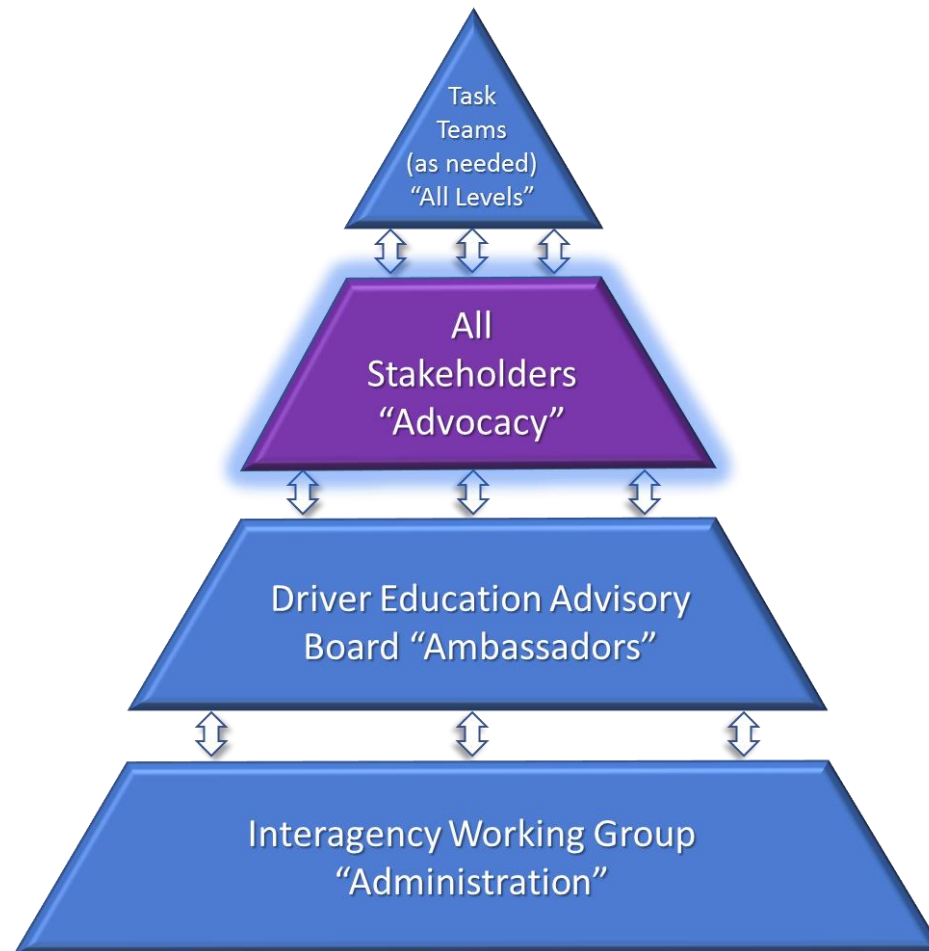 Task
Teams
(as needed)
“All Levels”
All
Stakeholders
“Advocacy”
Driver Education Advisory
Board “Ambassadors”
Interagency Working Group
“Administration”